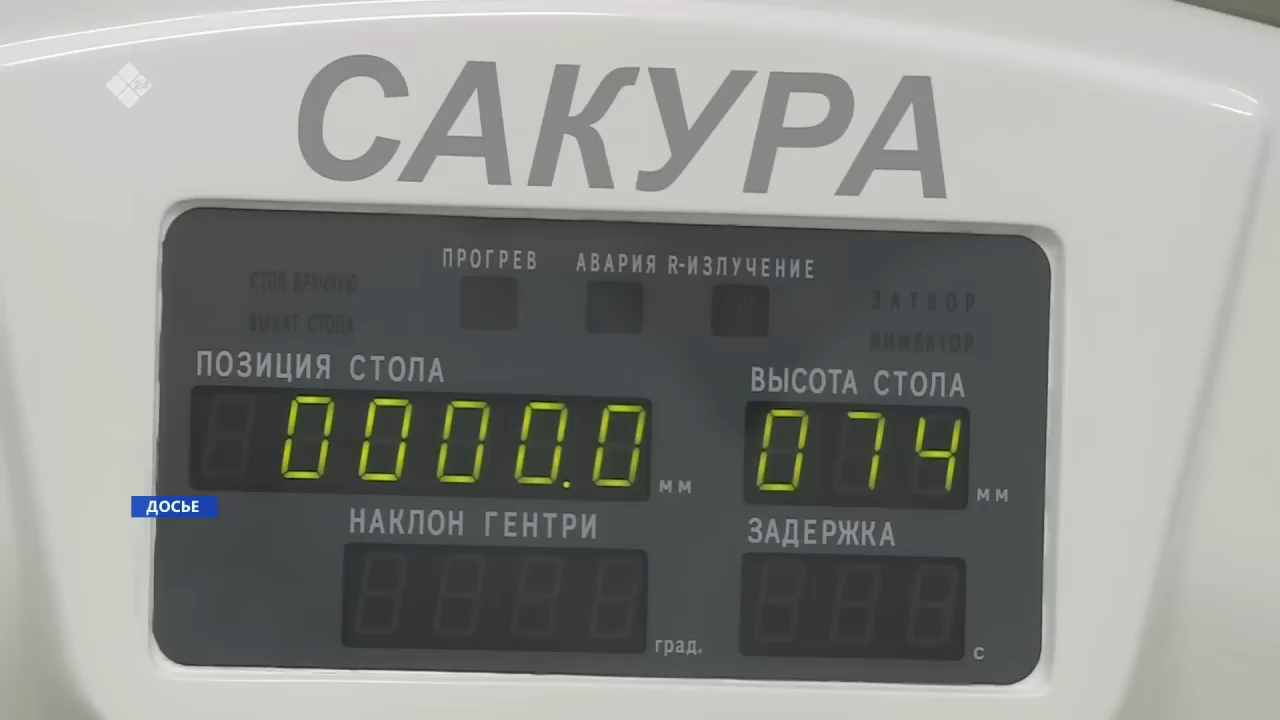 24
САКУРА
ПРОГРЕВ АВАРИЯ R-ИЗЛУЧЕНИЕ
СТОЛ ВРУЧНУЮ
ЗАТВОР
ВЫКАТ СТОЛА
ИНЖЕКТОР
ПОЗИЦИЯ СТОЛА
ВЫСОТА СТОЛА
0000.0 мм
074 мм
ДОСЬЕ
НАКЛОН ГЕНТРИ
ЗАДЕРЖКА
град.
с